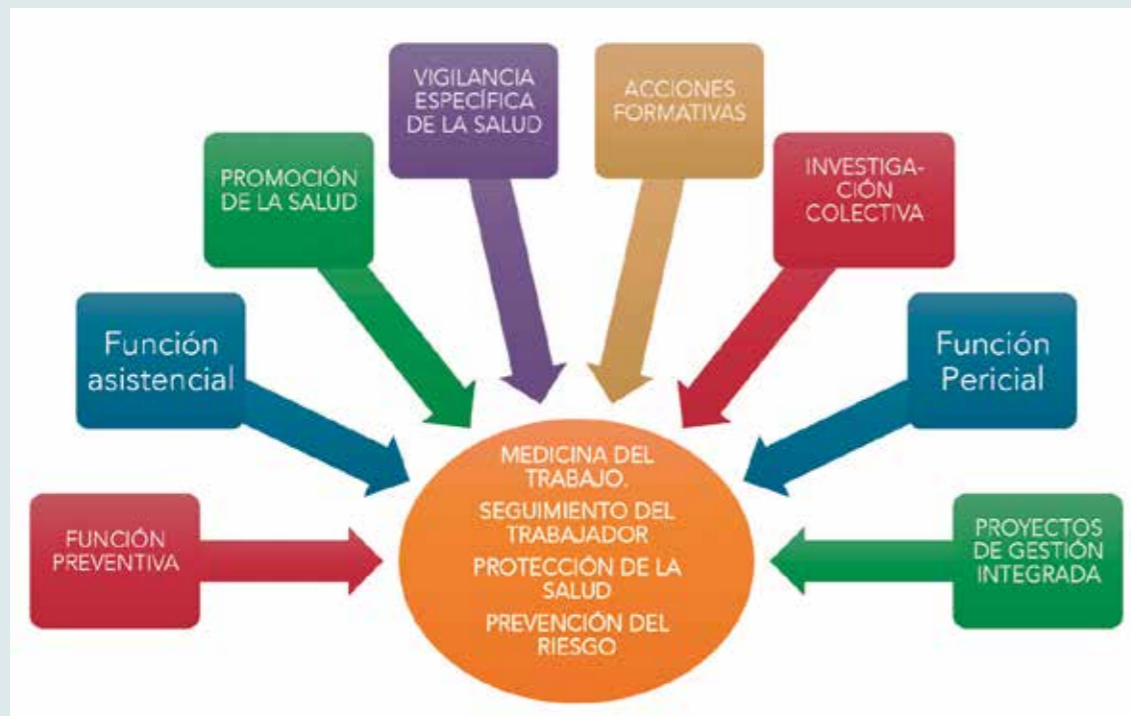 VIGILANCIA
ESPECÍFICA
DE LA SALUD
ACCIONES
FORMATIVAS
PROMOCIÓN
DE LA SALUD
INVESTIGA-
CIÓN
COLECTIVA
Función
asistencial
Función
Pericial
FUNCIÓN
PREVENTIVA
MEDICINA DEL
TRABAJO.
SEGUIMIENTO DEL
TRABAJADOR
PROTECCIÓN DE LA
SALUD
PREVENCIÓN DEL
RIESGO
PROYECTOS
DE GESTIÓN
INTEGRADA